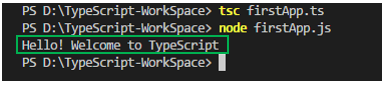 PS D:\TypeScript-WorkSpace> tsc firstApp.ts
PS D:\TypeScript-WorkSpace> node firstApp.js
Hello! Welcome to TypeScript
PS D:\TypeScript-WorkSpace>